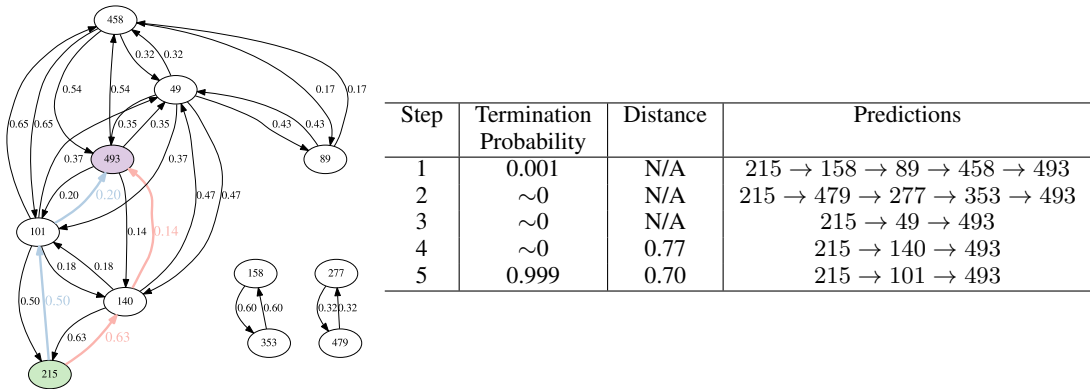 458
0.32 0.32
0.54 0.54 0.17 0.17
49
0.65 0.65 0.35 0.35 0.43 0.43
0.37 493 0.37 89
0.20 0.20 0.47 0.47
101 0.14 0.14
0.18 0.18
158 277
0.50 0.50 140 0.60 0.60 0.32 0.32
0.63 0.63 353 479
215
Step Termination Distance Predictions
Probability
1 0.001 N/A 215 → 158 → 89 → 458 → 493
2 ∼0 N/A 215 → 479 → 277 → 353 → 493
3 ∼0 N/A 215 → 49 → 493
4 ∼0 0.77 215 → 140 → 493
5 0.999 0.70 215 → 101 → 493